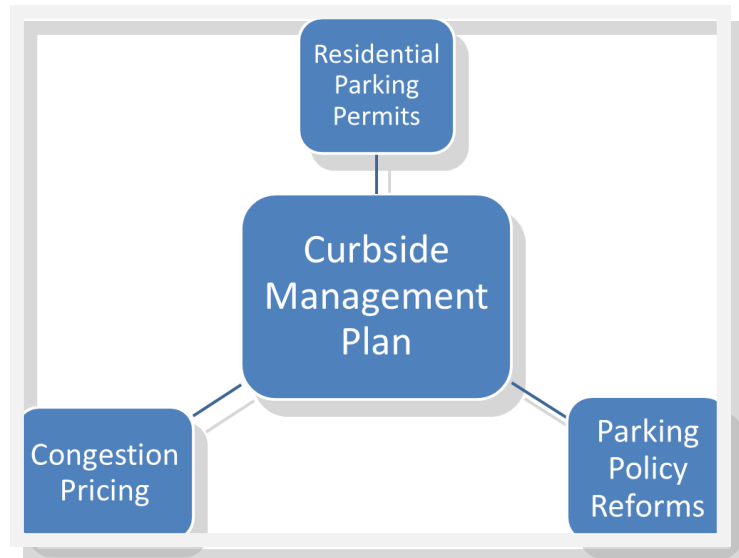 Residential
Parking
Permits
Curbside
Management
Plan
Congestion
Pricing
Parking
Policy
Reforms